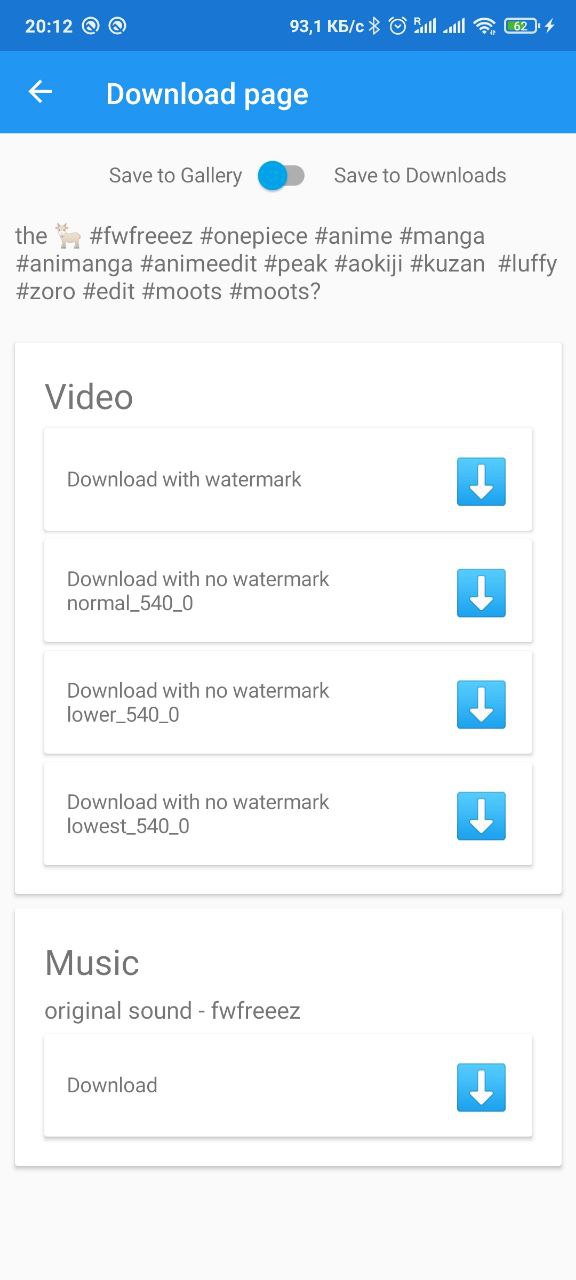 20:12 93,1 КБ/с R 62
Download page
Save to Gallery Save to Downloads
the 🐐 #fwfreeez #onepiece #anime #manga
#animanga #animeedit #peak #aokiji #kuzan #luffy
#zoro #edit #moots #moots?
Video
Download with watermark
Download with no watermark
normal_540_0
Download with no watermark
lower_540_0
Download with no watermark
lowest_540_0
Music
original sound - fwfreeez
Download